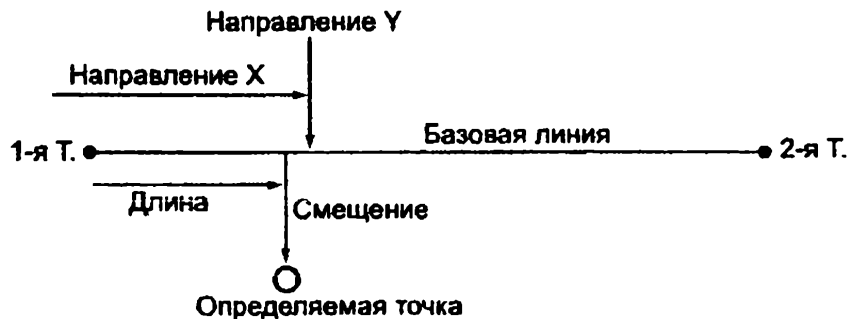 Направление Y
Направление X
Базовая линия
1-я Т.
2-я Т.
Длина
Смещение
Определяемая точка